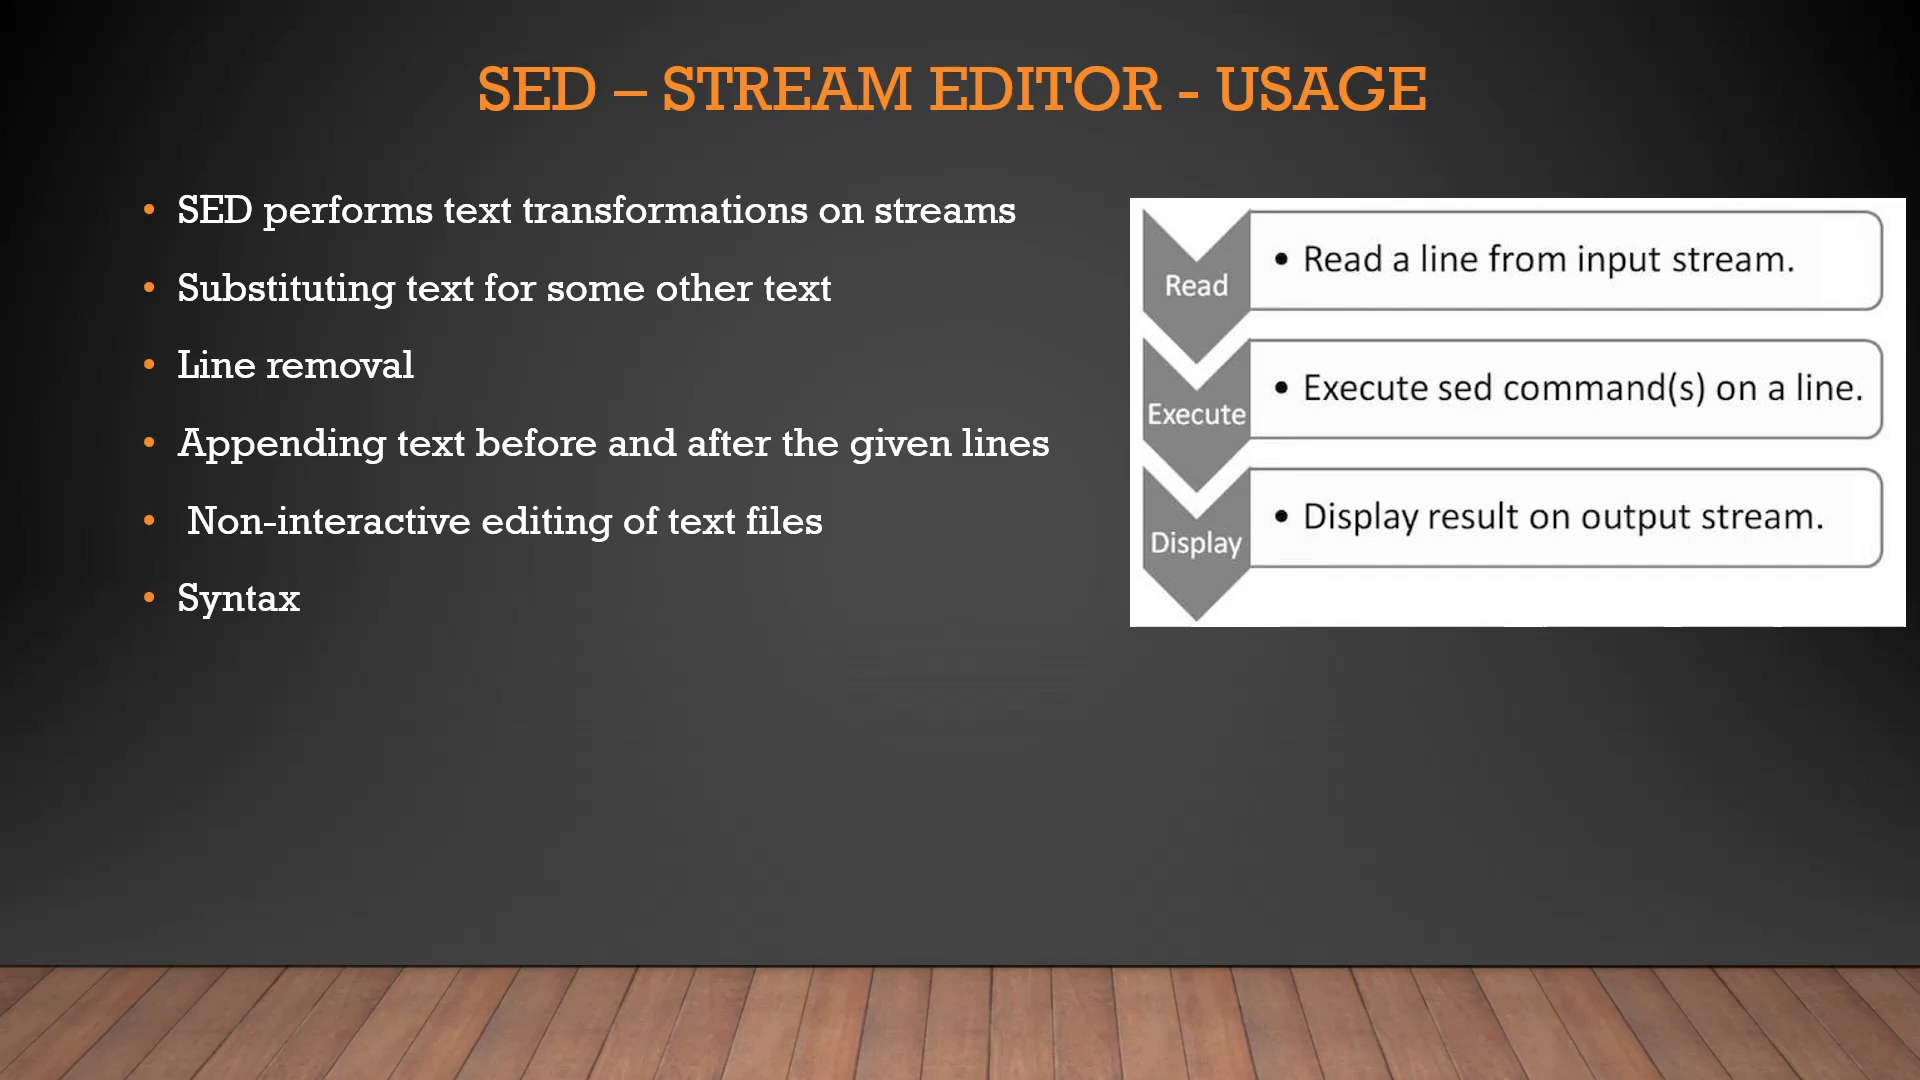 SED – STREAM EDITOR - USAGE
• SED performs text transformations on streams
• Substituting text for some other text
• Line removal
• Appending text before and after the given lines
• Non-interactive editing of text files
• Syntax
Read
• Read a line from input stream.
Execute
• Execute sed command(s) on a line.
Display
• Display result on output stream.